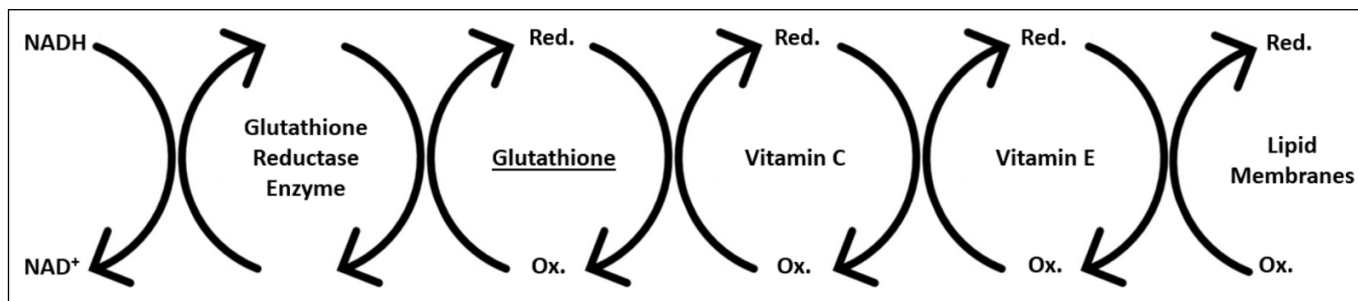 NADH
Red.
Red.
Red.
Red.
Glutathione
Reductase
Enzyme
Glutathione
Vitamin C
Vitamin E
Lipid
Membranes
NAD⁺
Ox.
Ox.
Ox.
Ox.